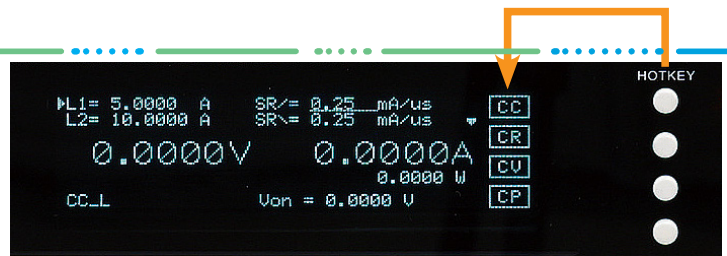 HOTKEY
▶L1= 5.0000 A SR/= 0.25 mA/us
L2= 10.0000 A SR\= 0.25 mA/us
0.0000V 0.0000A
0.0000 W
CC_L Von = 0.0000 V
CC
CR
CV
CP